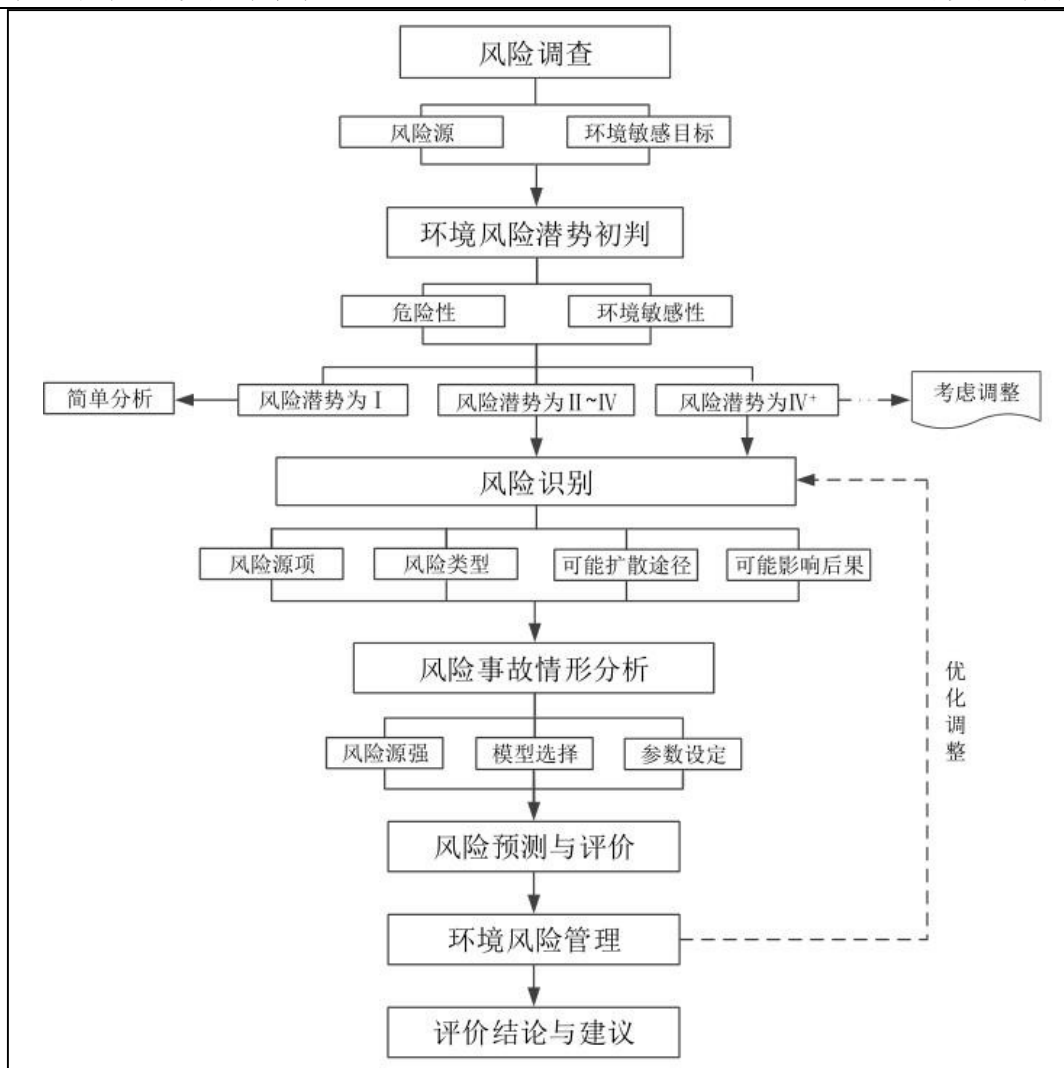 风险调查
风险源
环境敏感目标
环境风险潜势初判
危险性
环境敏感性
简单分析
风险潜势为Ⅰ
风险潜势为Ⅱ~Ⅳ
风险潜势为Ⅳ+
考虑调整
风险识别
风险源项
风险类型
可能扩散途径
可能影响后果
风险事故情形分析
优化调整
风险源强
模型选择
参数设定
风险预测与评价
环境风险管理
评价结论与建议